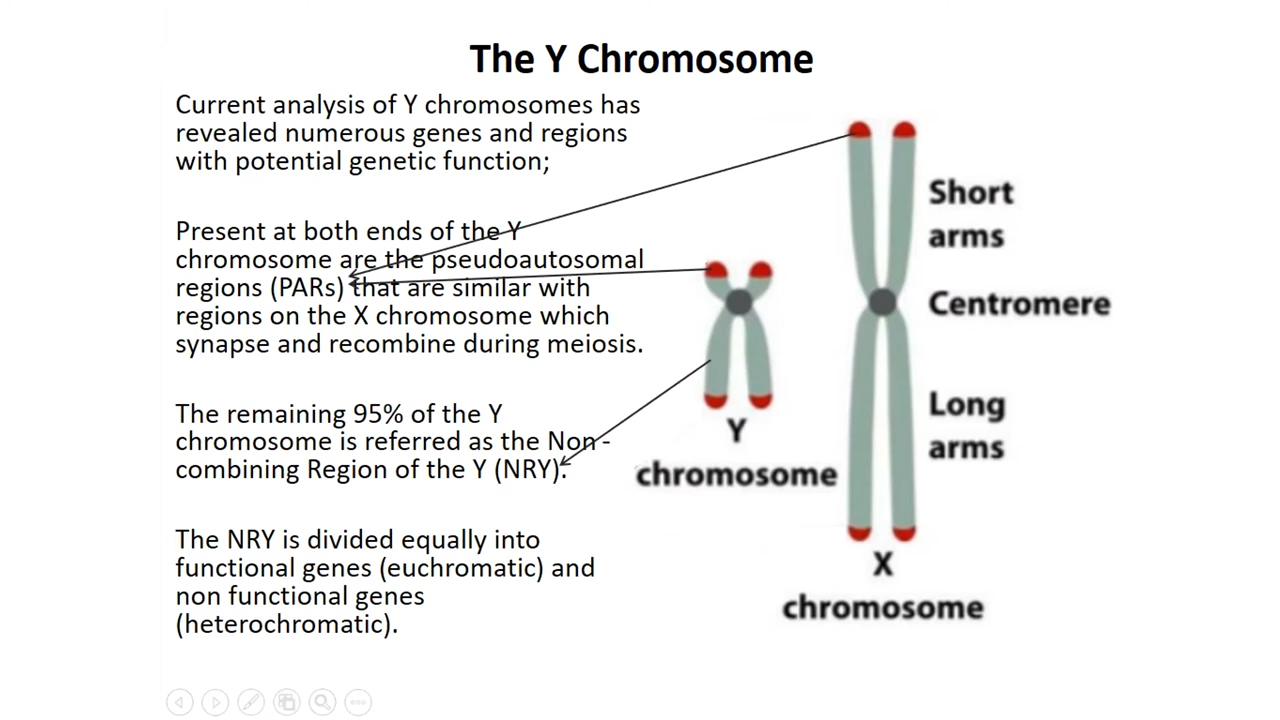 The Y Chromosome
Current analysis of Y chromosomes has
revealed numerous genes and regions
with potential genetic function;
Present at both ends of the Y
chromosome are the pseudoautosomal
regions (PARs) that are similar with
regions on the X chromosome which
synapse and recombine during meiosis.
The remaining 95% of the Y
chromosome is referred as the Non -
combining Region of the Y (NRY).
The NRY is divided equally into
functional genes (euchromatic) and
non functional genes
(heterochromatic).
Short
arms
Centromere
Long
arms
Y
chromosome
X
chromosome